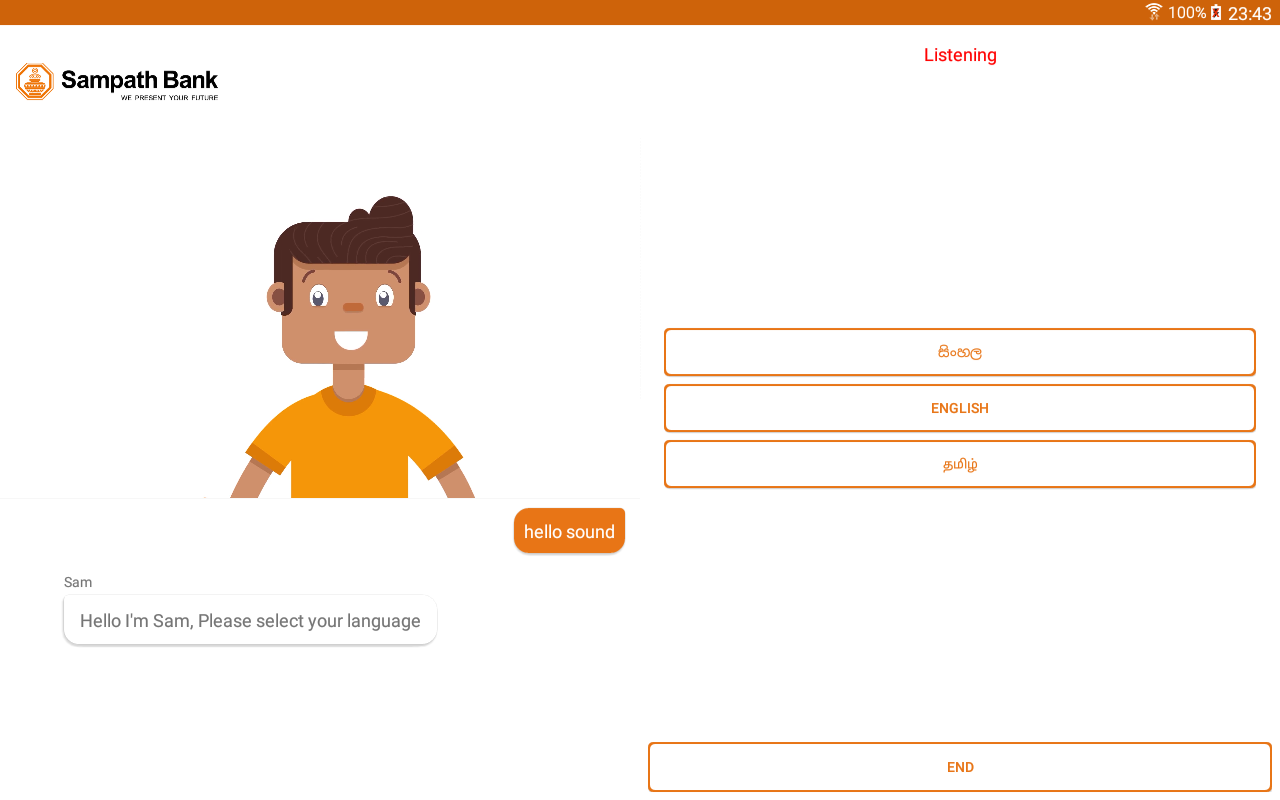 100% 23:43
Sampath Bank
WE PRESENT YOUR FUTURE
hello sound
Sam
Hello I'm Sam, Please select your language
Listening
සිංහල
ENGLISH
தமிழ்
END